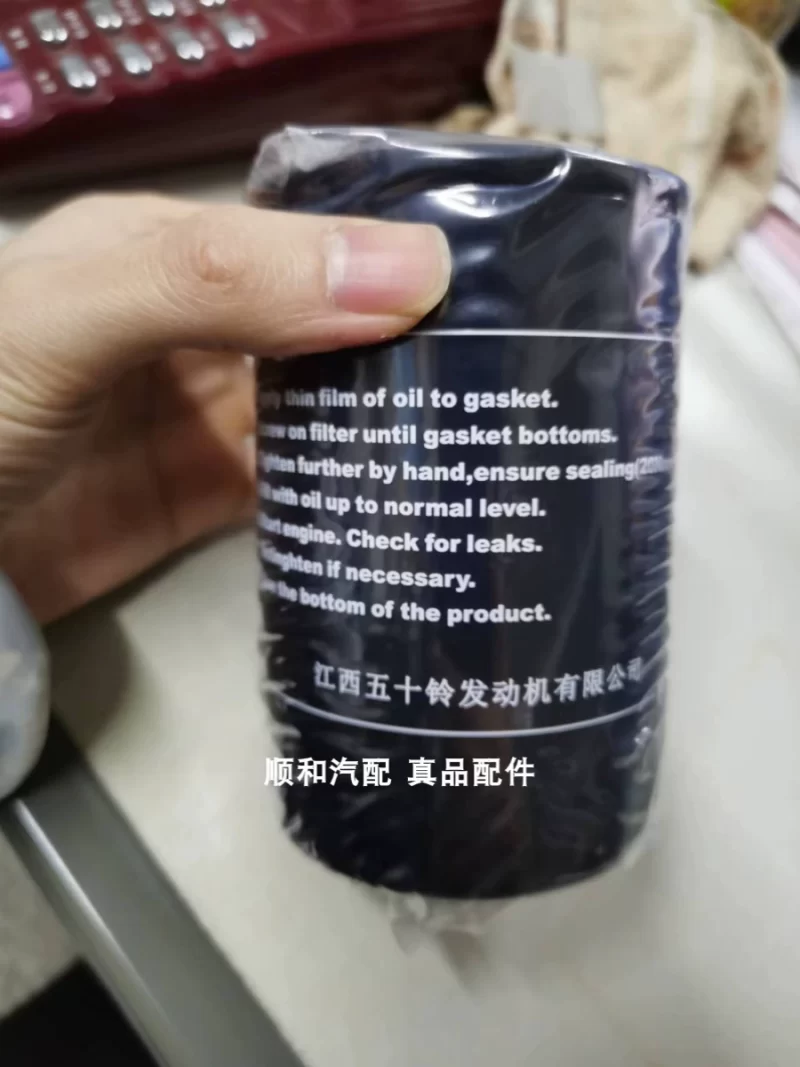 thin film of oil to gasket.
on filter until gasket bottoms.
further by hand,ensure sealing(20
with oil up to normal level.
engine. Check for leaks.
if necessary.
the bottom of the product.
江西五十铃发动机有限公司
顺和汽配 真品配件